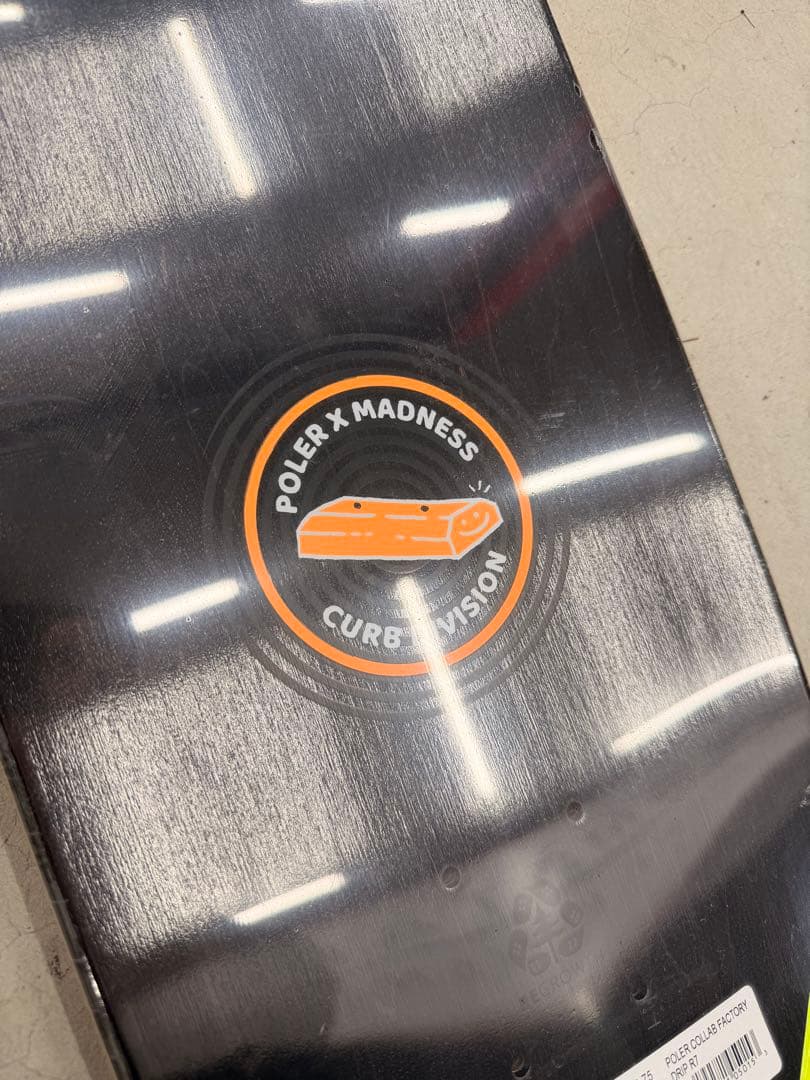 POLER X MADNESS
CURB VISION
POLER COLLAB FACTORY
DRIP R7